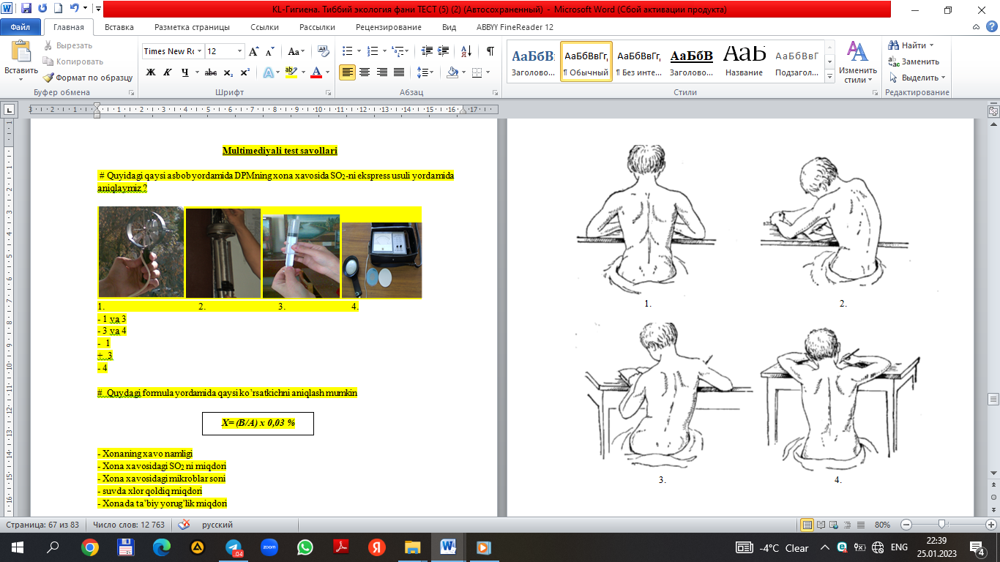 KL-Гигиена. Тиббий экология фани ТЕСТ (5) (2) (Автосохраненный) - Microsoft Word (Сбой активации продукта)
Файл Главная Вставка Разметка страницы Ссылки Рассылки Рецензирование Вид ABBYY FineReader 12
Вставить
Вырезать
Копировать
Формат по образцу
Буфер обмена
Times New Ro 12
Ж К Ч abc x₂ x²
Шрифт
Абзац
АаБбВв АаБбВвГг, АаБбВвГг, АаБбВ АаБ АаБбВвГ
Заголово... ¶ Обычный ¶ Без инте... Заголово... Название Подзагол...
Стили
Изменить стили
Найти
Заменить
Выделить
Редактирование
Multimediyali test savollari
# Quyidagi qaysi asbob yordamida DPMning xona xavosida SO2-ni ekspress usuli yordamida
aniqlaymiz ?
1. 2. 3. 4.
- 1 va 3
- 3 va 4
- 1
+ 3
- 4
# Quydagi formula yordamida qaysi ko’rsatkichni aniqlash mumkin
X= (B/A) x 0,03 %
- Xonaning xavo namligi
- Xona xavosidagi SO2 ni miqdori
- Xona xavosidagi mikroblar soni
- suvda xlor qoldiq miqdori
- Xonada ta’biy yorug’lik miqdori
1. 2.
3. 4.
Страница: 67 из 83 Число слов: 12 763 русский 80%
-4°C Clear ENG 22:39
25.01.2023